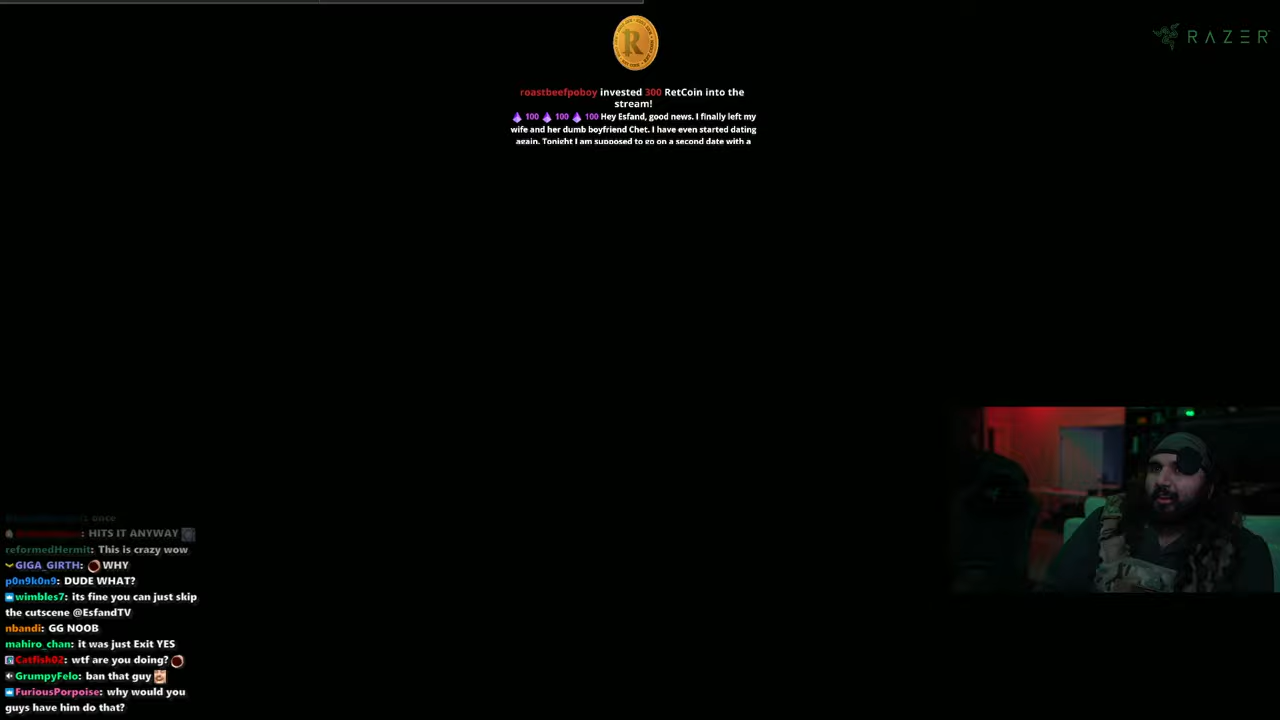 RAZER
roastbeefpoboy invested 300 RetCoin into the
stream!
100 100 100 Hey Esfand, good news. I finally left my
wife and her dumb boyfriend Chet. I have even started dating
again. Tonight I am supposed to go on a second date with a
: once
: HITS IT ANYWAY
reformedHermit: This is crazy wow
GIGA_GIRTH: WHY
p0n9k0n9: DUDE WHAT?
wimbles7: its fine you can just skip
the cutscene @EsfandTV
nbandi: GG NOOB
mahiro_chan: it was just Exit YES
Catfish02: wtf are you doing?
GrumpyFelo: ban that guy
FuriousPorpoise: why would you
guys have him do that?